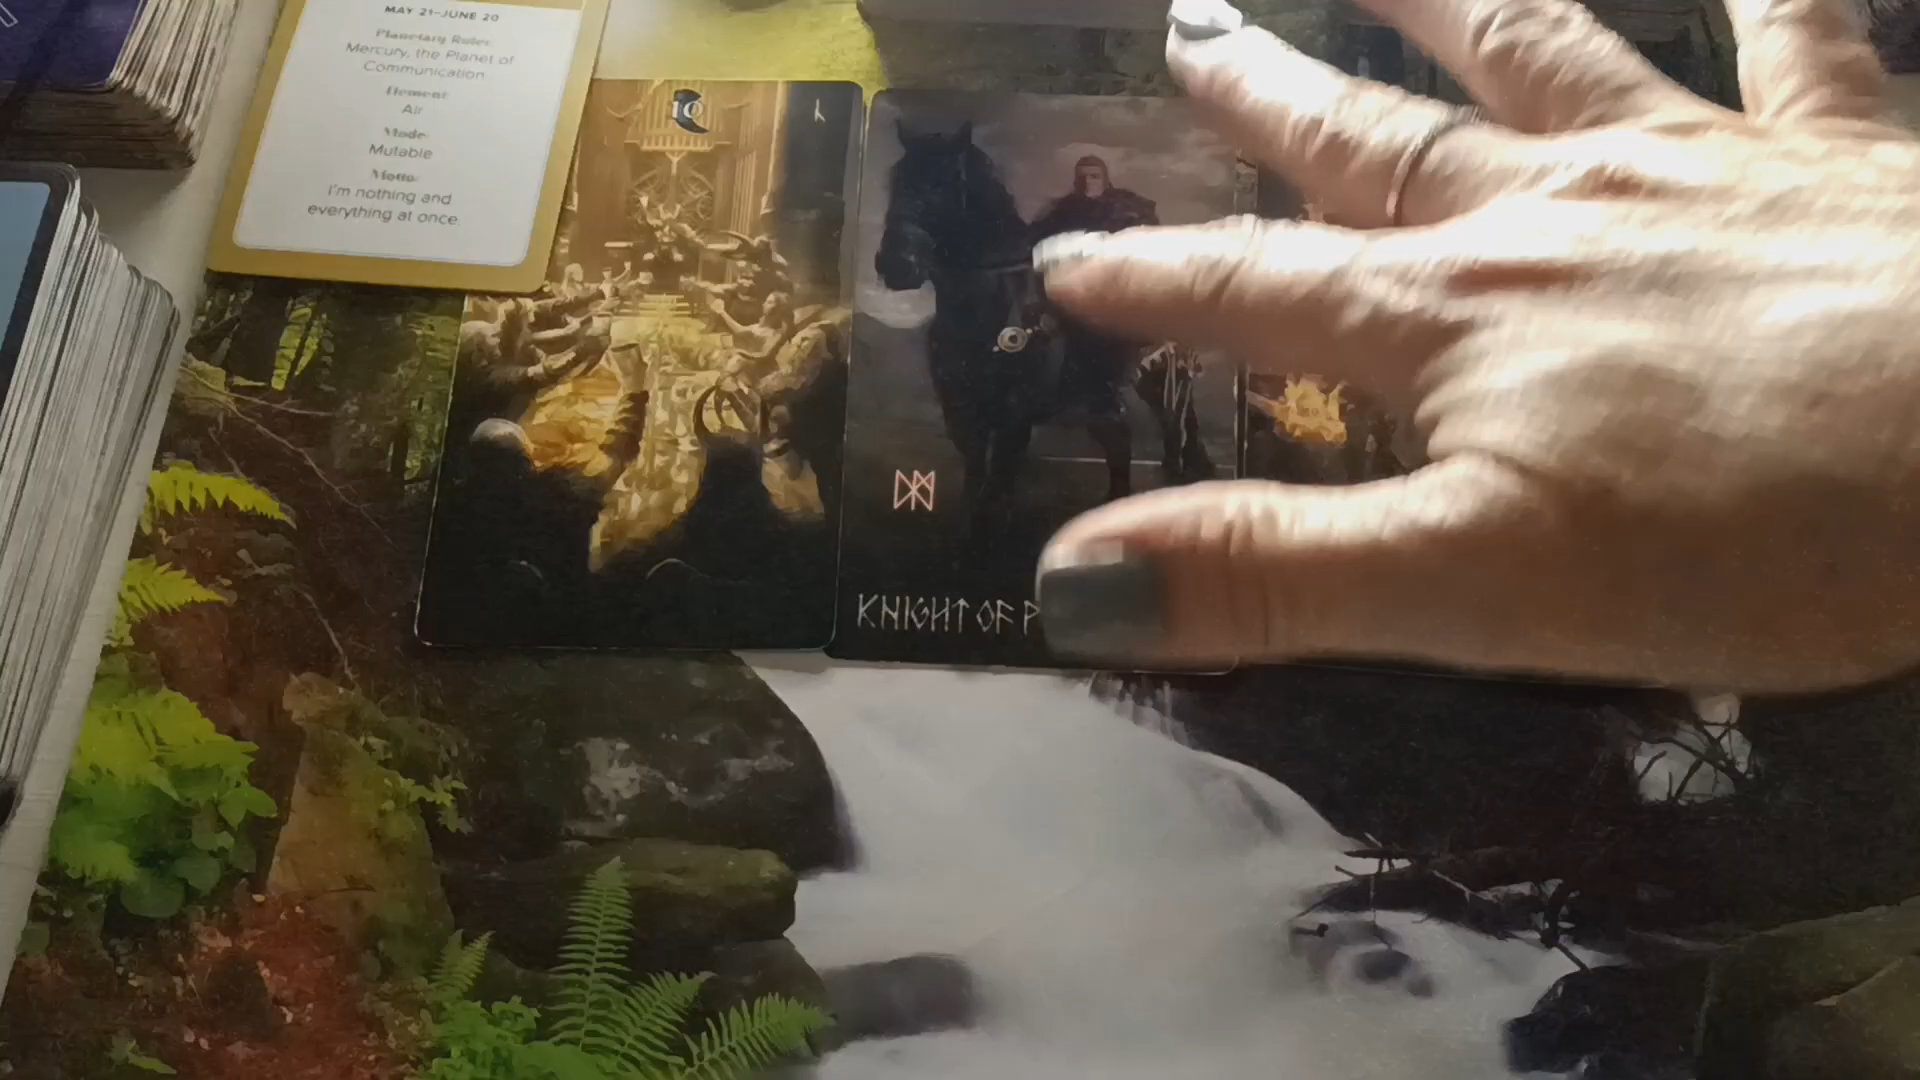 MAY 21–JUNE 20
Planetary Ruler:
Mercury, the Planet of
Communication
Element:
Air
Mode:
Mutable
Motto:
I'm nothing and
everything at once.
10
KNIGHT OF